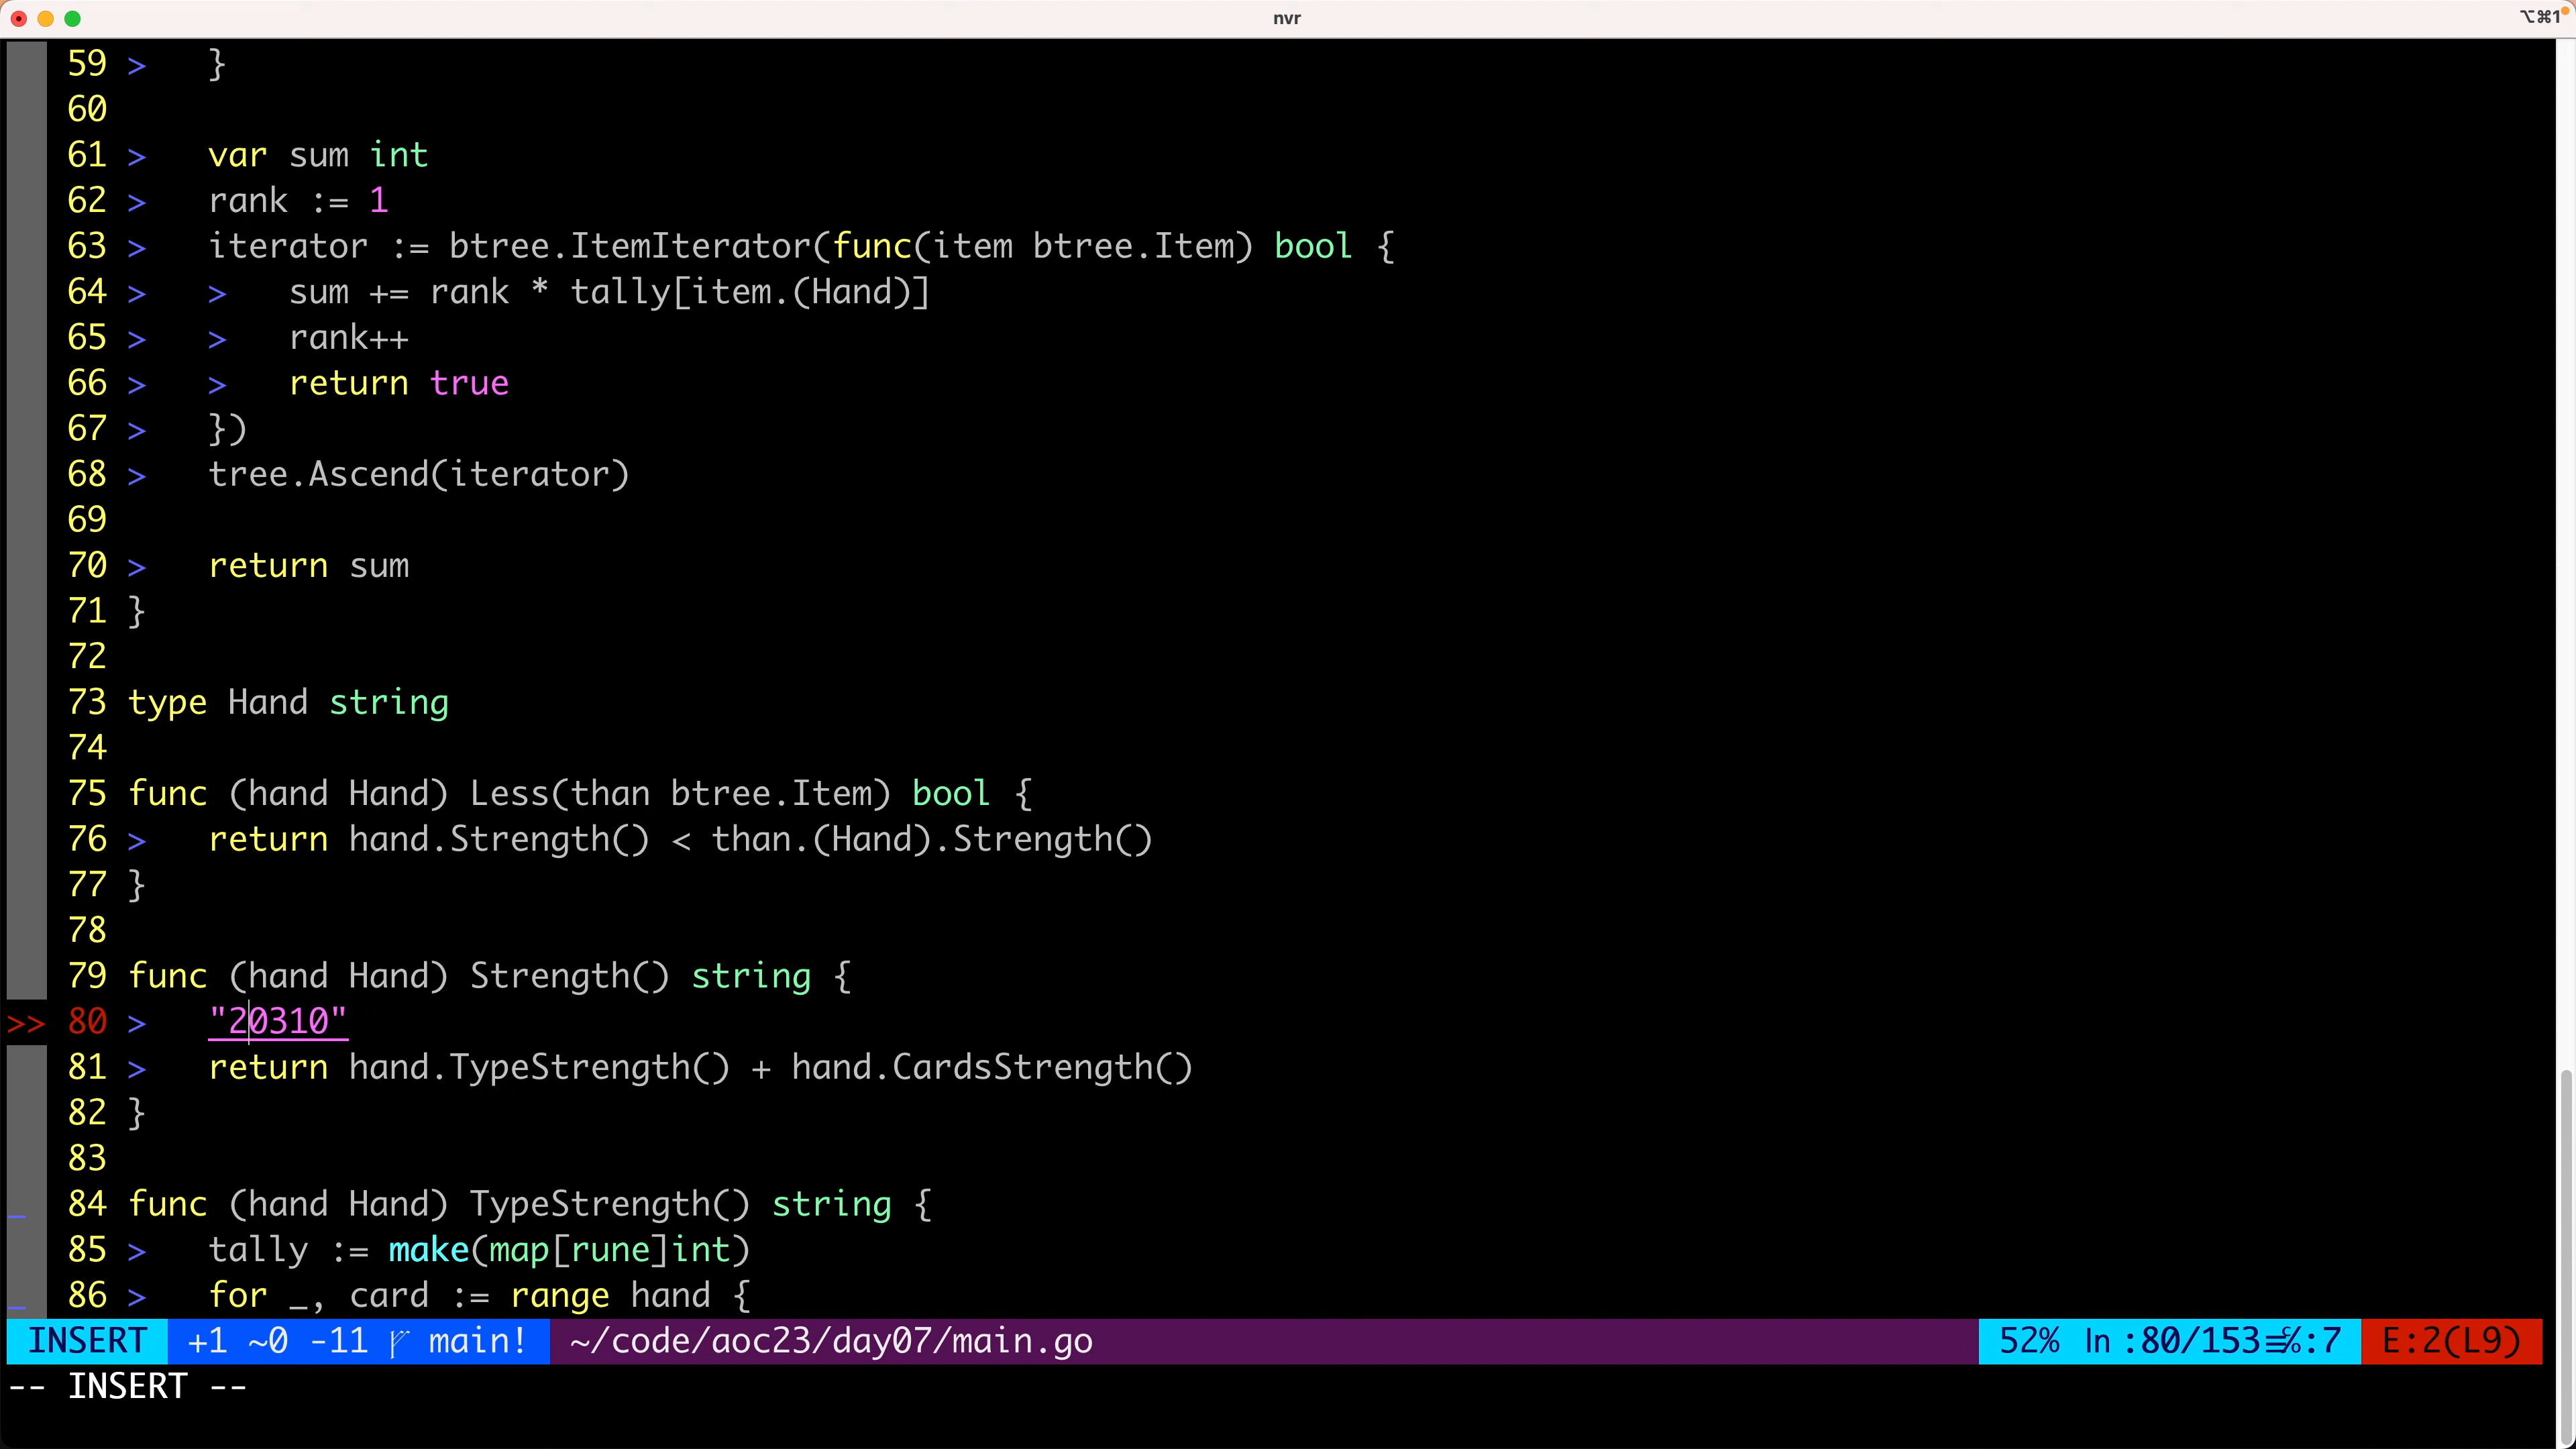 nvr
⌥⌘1
59 >   }
60
61 >   var sum int
62 >   rank := 1
63 >   iterator := btree.ItemIterator(func(item btree.Item) bool {
64 >   >   sum += rank * tally[item.(Hand)]
65 >   >   rank++
66 >   >   return true
67 >   })
68 >   tree.Ascend(iterator)
69
70 >   return sum
71 }
72
73 type Hand string
74
75 func (hand Hand) Less(than btree.Item) bool {
76 >   return hand.Strength() < than.(Hand).Strength()
77 }
78
79 func (hand Hand) Strength() string {
>> 80 >   "20310"
81 >   return hand.TypeStrength() + hand.CardsStrength()
82 }
83
_ 84 func (hand Hand) TypeStrength() string {
85 >   tally := make(map[rune]int)
_ 86 >   for _, card := range hand {
INSERT +1 ~0 -11 main! ~/code/aoc23/day07/main.go 52% ln :80/153≡℅:7 E:2(L9)
-- INSERT --